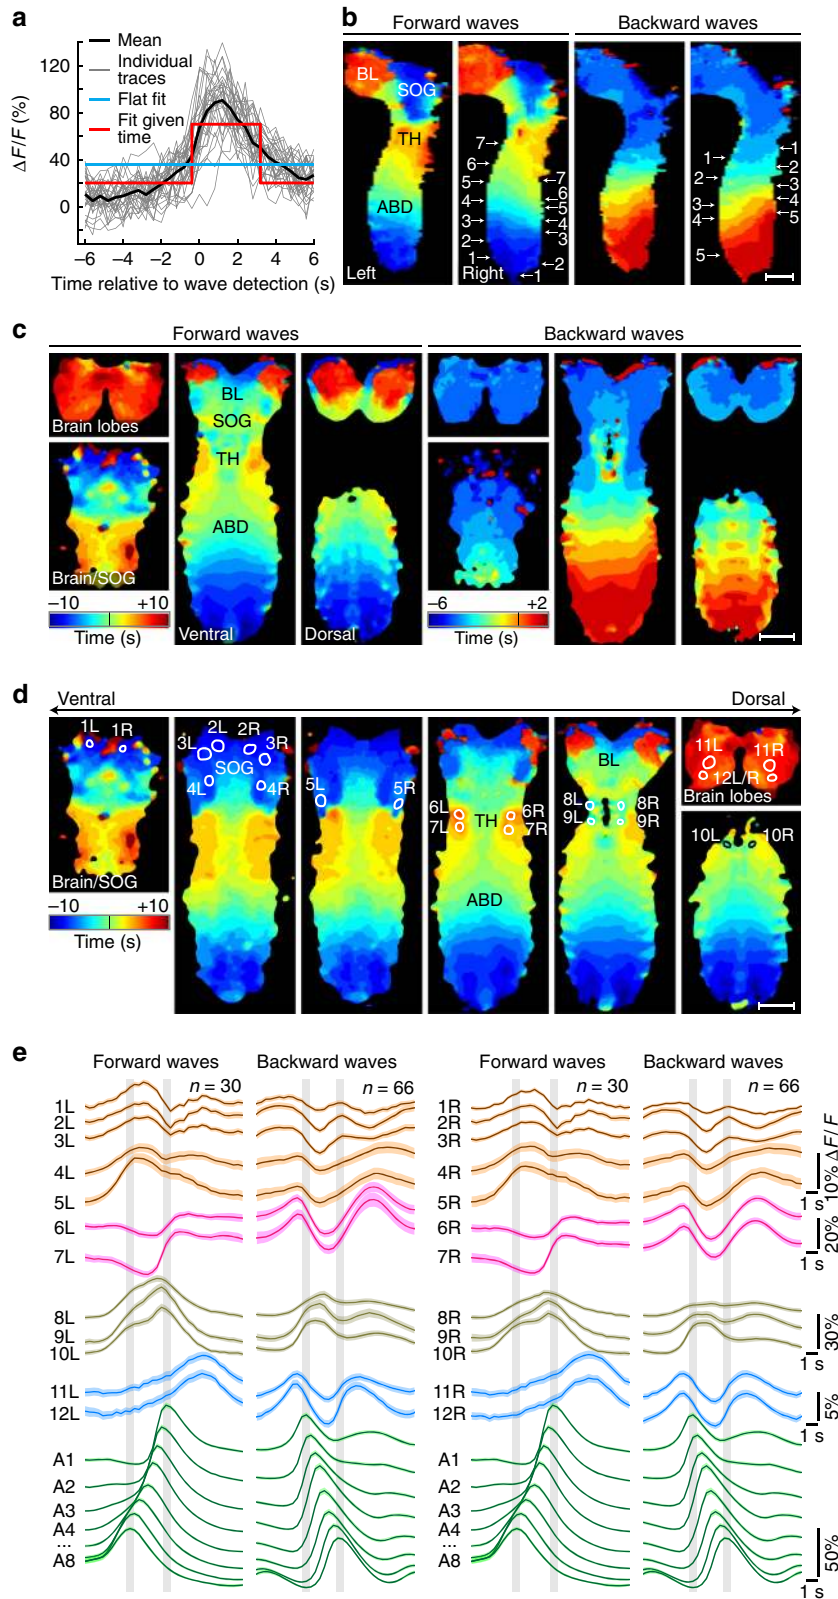 a
Mean
Individual
traces
Flat fit
Fit given
time
ΔF/F (%)
120
80
40
0
−6 −4 −2 0 2 4 6
Time relative to wave detection (s)
b
Forward waves
Backward waves
BL
SOG
TH
ABD
Left
7
6
5
4
3
2
1
7
6
5
4
3
2
1
Right
1
2
3
4
5
1
2
3
4
5
c
Forward waves
Backward waves
Brain lobes
Brain/SOG
−10 +10
Time (s)
BL
SOG
TH
ABD
Ventral
Dorsal
−6 +2
Time (s)
d
Ventral
Dorsal
1L 1R
Brain/SOG
−10 +10
Time (s)
2L 2R
3L 3R
SOG
4L 4R
5L 5R
6L 6R
7L 7R
TH
ABD
BL
8L 8R
9L 9R
11L 11R
12L/R
Brain lobes
10L 10R
e
Forward waves
n = 30
Backward waves
n = 66
Forward waves
n = 30
Backward waves
n = 66
1L
2L
3L
4L
5L
6L
7L
8L
9L
10L
11L
12L
A1
A2
A3
A4
...
A8
1R
2R
3R
4R
5R
6R
7R
8R
9R
10R
11R
12R
A1
A2
A3
A4
...
A8
10% ΔF/F
1 s
20%
1 s
30%
1 s
5%
1 s
50%
1 s